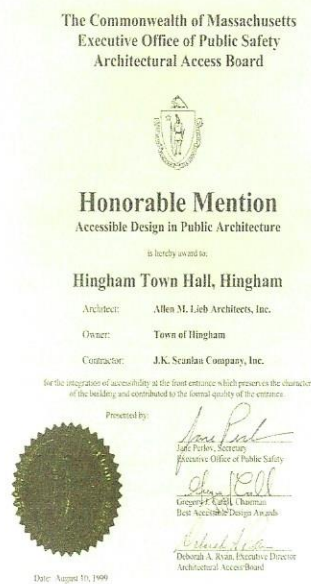 The Commonwealth of Massachusetts
Executive Office of Public Safety
Architectural Access Board
Honorable Mention
Accessible Design in Public Architecture
is hereby award to:
Hingham Town Hall, Hingham
Architect: Allen M. Lieb Architects, Inc.
Owner: Town of Hingham
Contractor: J.K. Scanlan Company, Inc.
for the integration of accessibility at the front entrance which preserves the character
of the building and contributed to the formal quality of the entrance.
Presented by:
Jane Perlov, Secretary
Executive Office of Public Safety
Gregory J. Chairman
Best Accessible Design Awards
Deborah A. Ryan, Executive Director
Architectural Access Board
Date: August 10, 1999